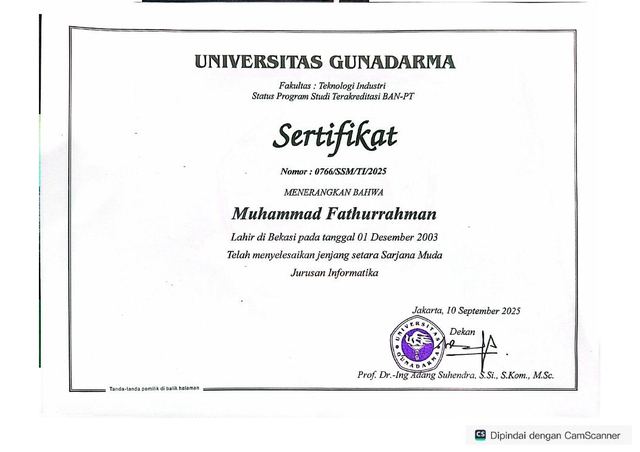 UNIVERSITAS GUNADARMA
Fakultas : Teknologi Industri
Status Program Studi Terakreditasi BAN-PT
Sertifikat
Nomor : 0766/SSM/TI/2025
MENERANGKAN BAHWA
Muhammad Fathurrahman
Lahir di Bekasi pada tanggal 01 Desember 2003
Telah menyelesaikan jenjang setara Sarjana Muda
Jurusan Informatika
Jakarta, 10 September 2025
Dekan
UNIVERSITAS GUNADARMA
Prof. Dr.-Ing Adang Suhendra, S.Si., S.Kom., M.Sc.
Tanda-tanda pemilik di balik halaman
CS Dipindai dengan CamScanner